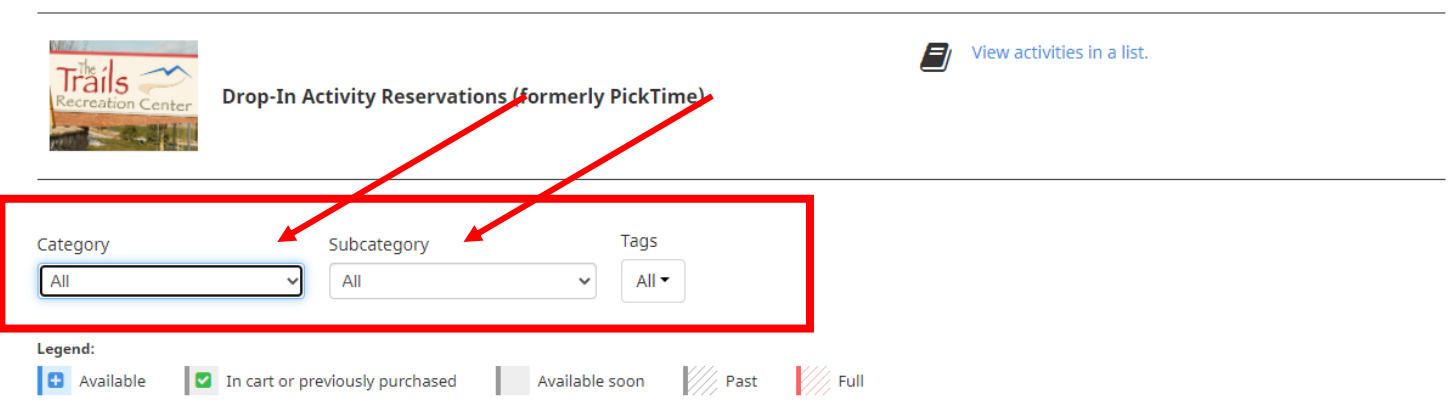 The
Trails
Recreation Center
Drop-In Activity Reservations (formerly PickTime)
View activities in a list.
Category
Subcategory
Tags
All
All
All
Legend:
Available
In cart or previously purchased
Available soon
Past
Full